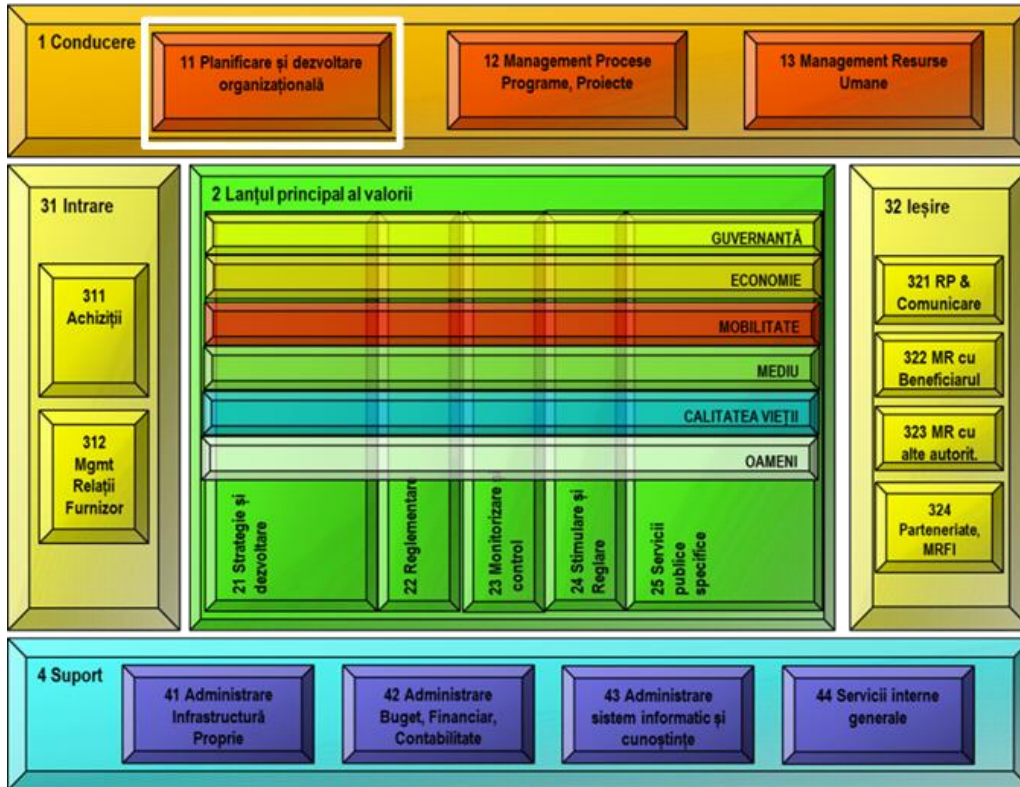 1 Conducere
11 Planificare și dezvoltare
organizațională
12 Management Procese
Programe, Proiecte
13 Management Resurse
Umane
31 Intrare
311
Achiziții
312
Mgmt
Relații
Furnizor
2 Lanțul principal al valorii
GUVERNANȚĂ
ECONOMIE
MOBILITATE
MEDIU
CALITATEA VIEȚII
OAMENI
21 Strategie și
dezvoltare
22 Reglementare
23 Monitorizare și
control
24 Stimulare și
Reglare
25 Servicii
publice
specifice
32 Ieșire
321 RP &
Comunicare
322 MR cu
Beneficiarul
323 MR cu
alte autorit.
324
Parteneriate,
MRFI
4 Suport
41 Administrare
Infrastructură
Proprie
42 Administrare
Buget, Financiar,
Contabilitate
43 Administrare
sistem informatic și
cunoștințe
44 Servicii interne
generale